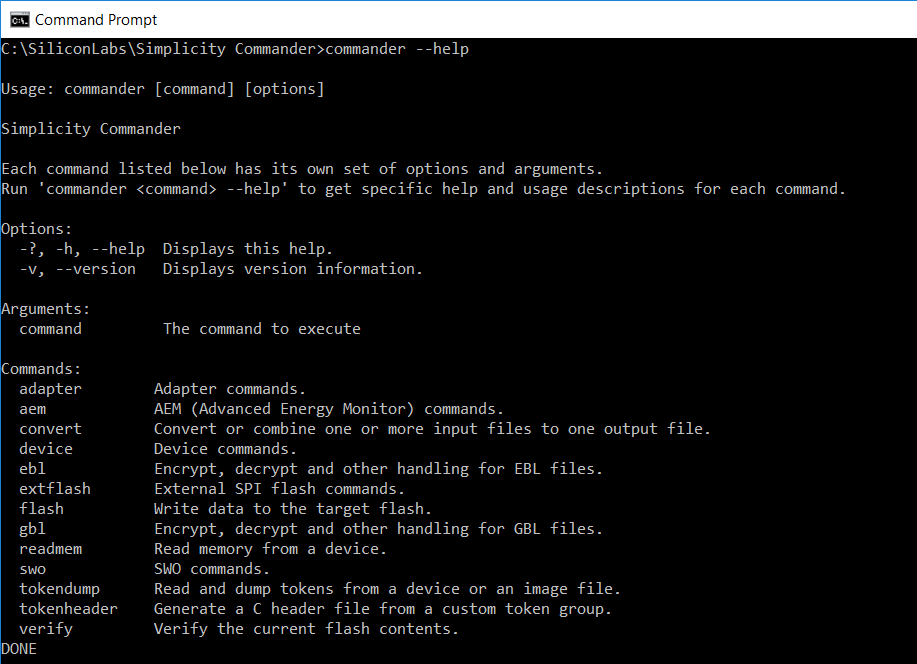 Command Prompt
C:\SiliconLabs\Simplicity Commander>commander --help
Usage: commander [command] [options]
Simplicity Commander
Each command listed below has its own set of options and arguments.
Run 'commander <command> --help' to get specific help and usage descriptions for each command.
Options:
  -?, -h, --help  Displays this help.
  -v, --version   Displays version information.
Arguments:
  command         The command to execute
Commands:
  adapter        Adapter commands.
  aem            AEM (Advanced Energy Monitor) commands.
  convert        Convert or combine one or more input files to one output file.
  device         Device commands.
  ebl            Encrypt, decrypt and other handling for EBL files.
  extflash       External SPI flash commands.
  flash          Write data to the target flash.
  gbl            Encrypt, decrypt and other handling for GBL files.
  readmem        Read memory from a device.
  swo            SWO commands.
  tokendump      Read and dump tokens from a device or an image file.
  tokenheader    Generate a C header file from a custom token group.
  verify         Verify the current flash contents.
DONE